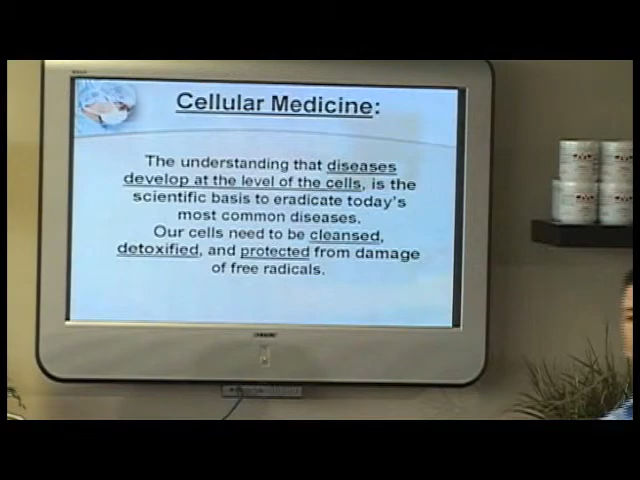 Cellular Medicine:
The understanding that diseases
develop at the level of the cells, is the
scientific basis to eradicate today's
most common diseases.
Our cells need to be cleansed,
detoxified, and protected from damage
of free radicals.